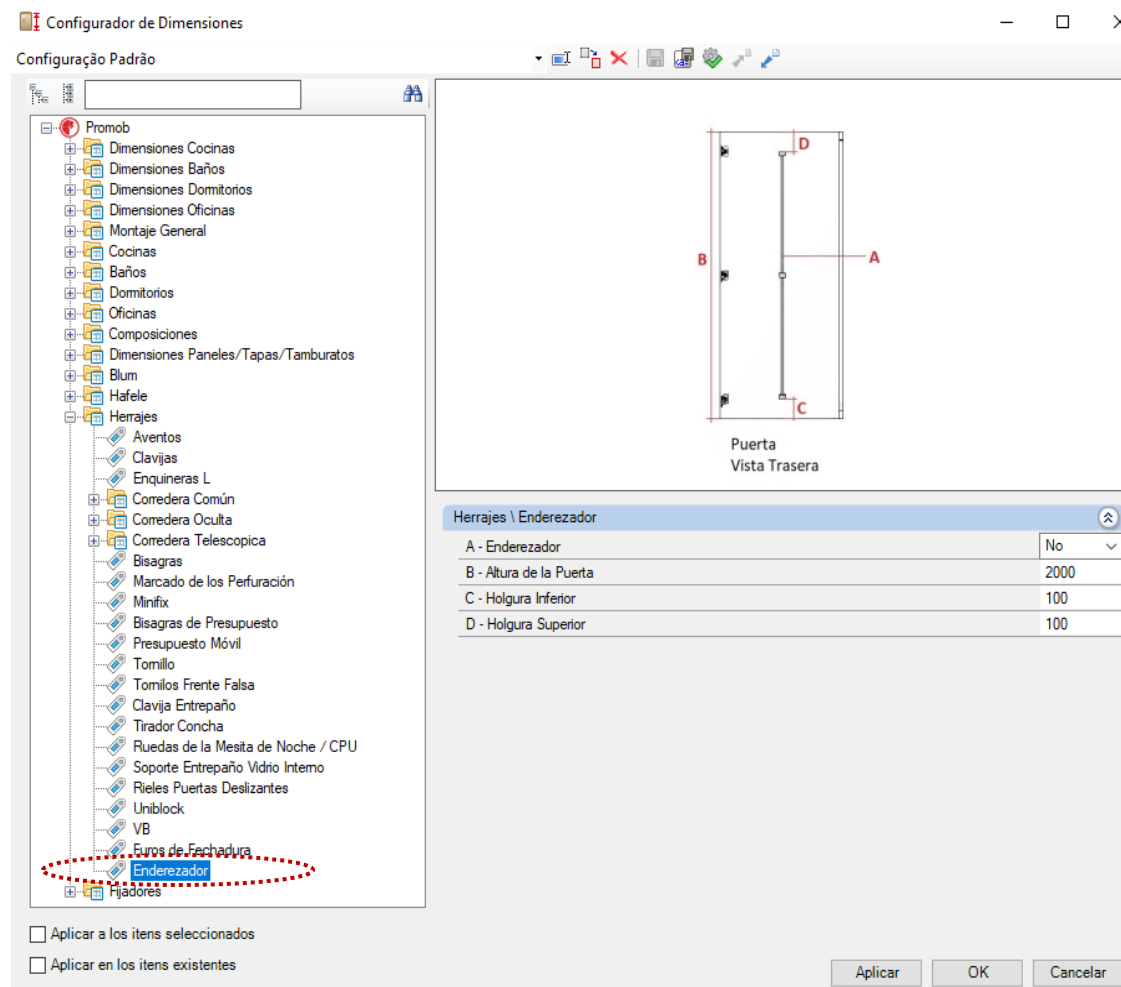 Configurador de Dimensiones
Configuração Padrão
Promob
Dimensiones Cocinas
Dimensiones Baños
Dimensiones Dormitorios
Dimensiones Oficinas
Montaje General
Cocinas
Baños
Dormitorios
Oficinas
Composiciones
Dimensiones Paneles/Tapas/Tamburatos
Blum
Hafele
Herrajes
Aventos
Clavijas
Enquineras L
Corredera Común
Corredera Oculta
Corredera Telescopica
Bisagras
Marcado de los Perfuración
Minifix
Bisagras de Presupuesto
Presupuesto Móvil
Tornillo
Tornilos Frente Falsa
Clavija Entrepaño
Tirador Concha
Ruedas de la Mesita de Noche / CPU
Soporte Entrepaño Vidrio Interno
Rieles Puertas Deslizantes
Uniblock
VB
Furos de Fechadura
Enderezador
Fijadores
D
B
A
C
Puerta
Vista Trasera
Herrajes \ Enderezador
A - Enderezador No
B - Altura de la Puerta 2000
C - Holgura Inferior 100
D - Holgura Superior 100
Aplicar a los itens seleccionados
Aplicar en los itens existentes
Aplicar OK Cancelar